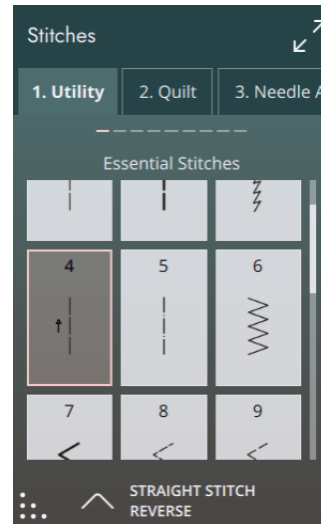 Stitches
1. Utility 2. Quilt 3. Needle A
Essential Stitches
4 5 6
7 8 9
STRAIGHT STITCH
REVERSE